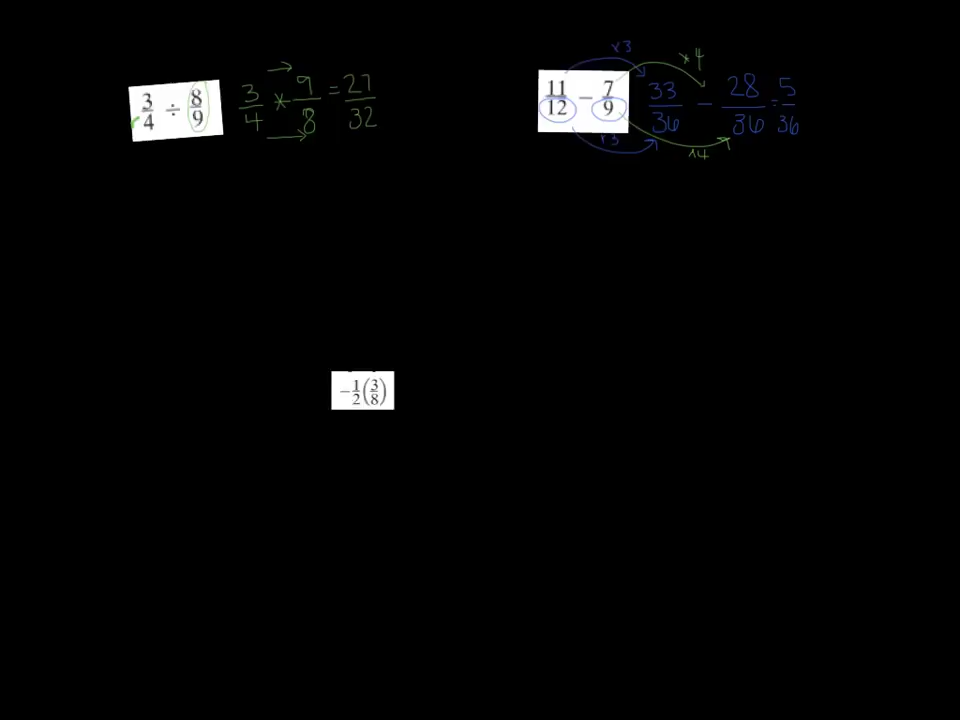 3/4 ÷ 8/9 3/4 * 9/8 = 27/32
×3 *4
11/12 − 7/9 33/36 − 28/36 = 5/36
×3 ×4
−1/2(3/8)